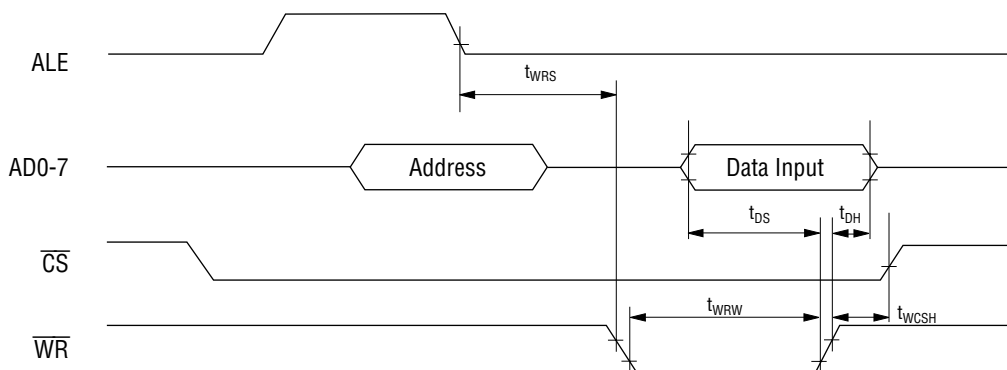 ALE
tWRS
AD0-7
Address
Data Input
tDS
tDH
CS
tWRW
tWCSH
WR